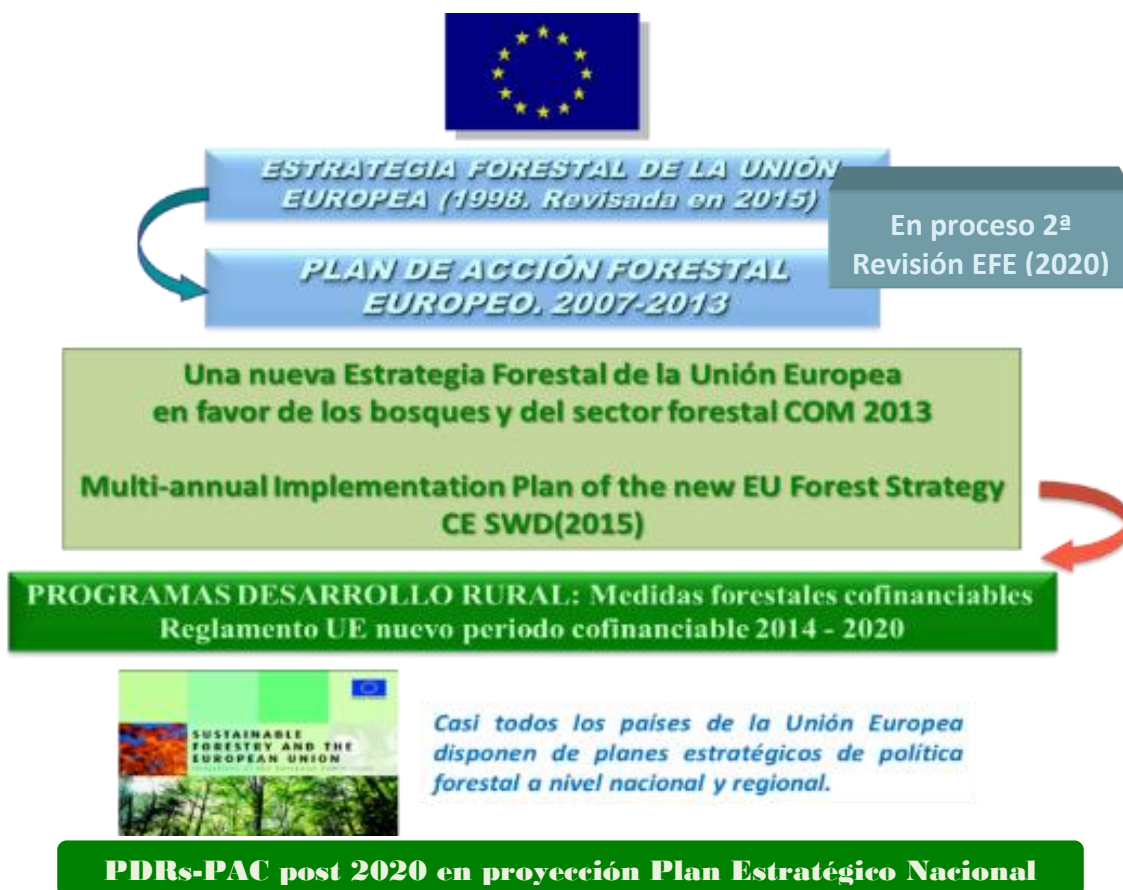 ESTRATEGIA FORESTAL DE LA UNIÓN
EUROPEA (1998. Revisada en 2015)
En proceso 2ª
Revisión EFE (2020)
PLAN DE ACCIÓN FORESTAL
EUROPEO. 2007-2013
Una nueva Estrategia Forestal de la Unión Europea
en favor de los bosques y del sector forestal COM 2013
Multi-annual Implementation Plan of the new EU Forest Strategy
CE SWD(2015)
PROGRAMAS DESARROLLO RURAL: Medidas forestales cofinanciables
Reglamento UE nuevo periodo cofinanciable 2014 - 2020
SUSTAINABLE
FORESTRY AND THE
EUROPEAN UNION
Casi todos los países de la Unión Europea
disponen de planes estratégicos de política
forestal a nivel nacional y regional.
PDRs-PAC post 2020 en proyección Plan Estratégico Nacional